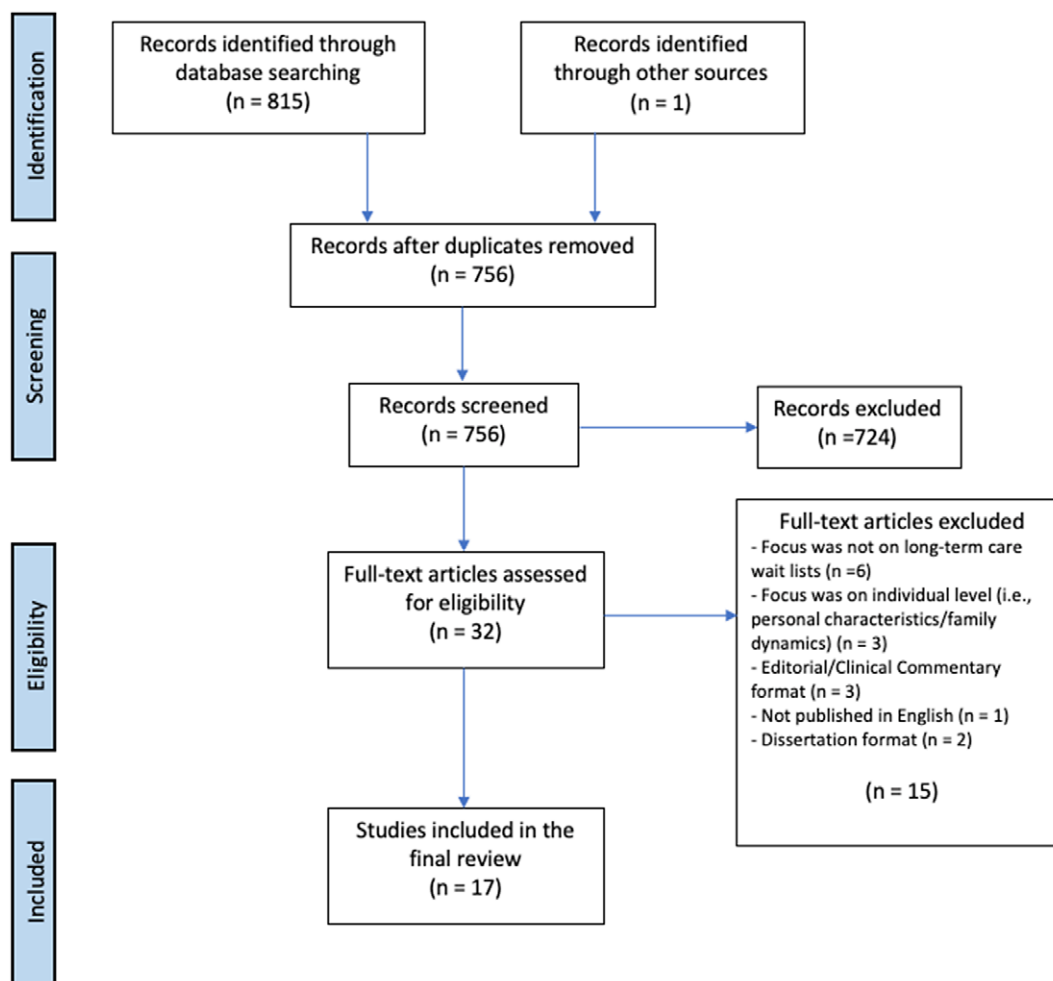 Identification
Records identified through
database searching
(n = 815)
Records identified
through other sources
(n = 1)
Screening
Records after duplicates removed
(n = 756)
Records screened
(n = 756)
Records excluded
(n =724)
Eligibility
Full-text articles assessed
for eligibility
(n = 32)
Full-text articles excluded
- Focus was not on long-term care
wait lists (n =6)
- Focus was on individual level (i.e.,
personal characteristics/family
dynamics) (n = 3)
- Editorial/Clinical Commentary
format (n = 3)
- Not published in English (n = 1)
- Dissertation format (n = 2)
(n = 15)
Included
Studies included in the
final review
(n = 17)